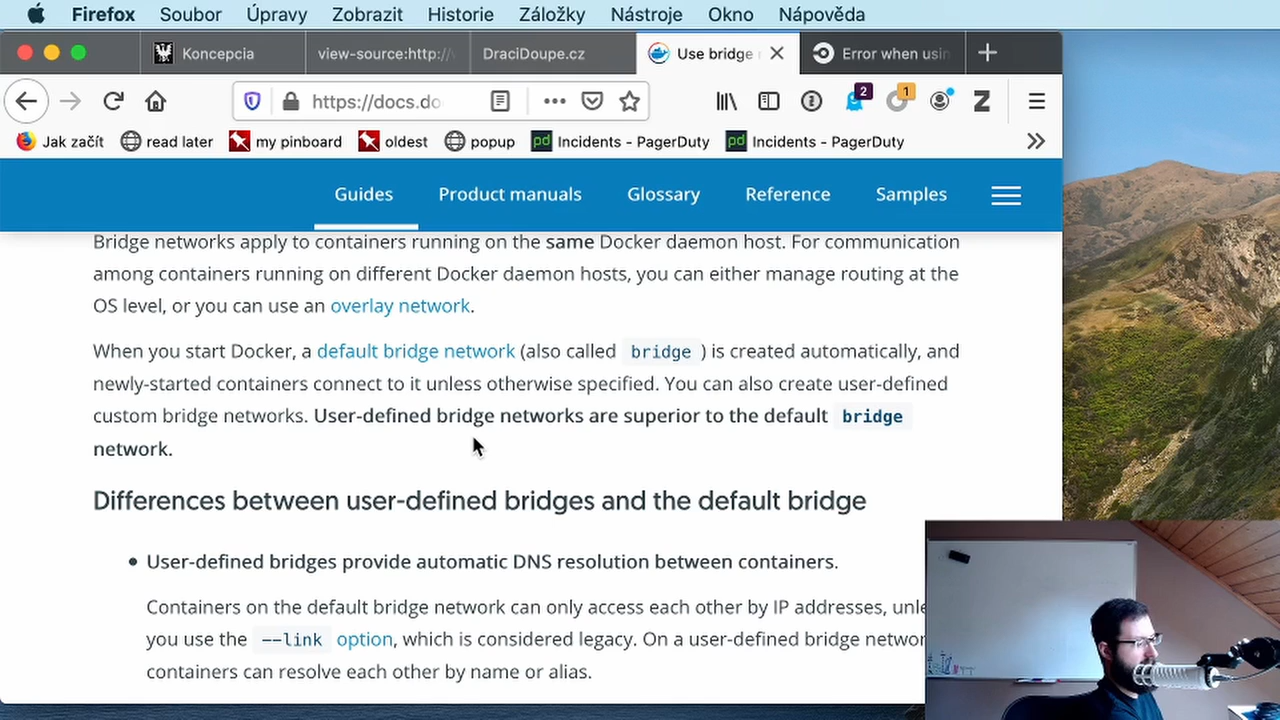 Firefox Soubor Úpravy Zobrazit Historie Záložky Nástroje Okno Nápověda
Koncepcia view-source:http:// DraciDoupe.cz Use bridge Error when usin
https://docs.do 2 1
Jak začít read later my pinboard oldest popup pd Incidents - PagerDuty pd Incidents - PagerDuty
Guides Product manuals Glossary Reference Samples
Bridge networks apply to containers running on the same Docker daemon host. For communication
among containers running on different Docker daemon hosts, you can either manage routing at the
OS level, or you can use an overlay network.
When you start Docker, a default bridge network (also called bridge ) is created automatically, and
newly-started containers connect to it unless otherwise specified. You can also create user-defined
custom bridge networks. User-defined bridge networks are superior to the default bridge
network.
Differences between user-defined bridges and the default bridge
• User-defined bridges provide automatic DNS resolution between containers.
Containers on the default bridge network can only access each other by IP addresses, unle
you use the --link option, which is considered legacy. On a user-defined bridge networ
containers can resolve each other by name or alias.